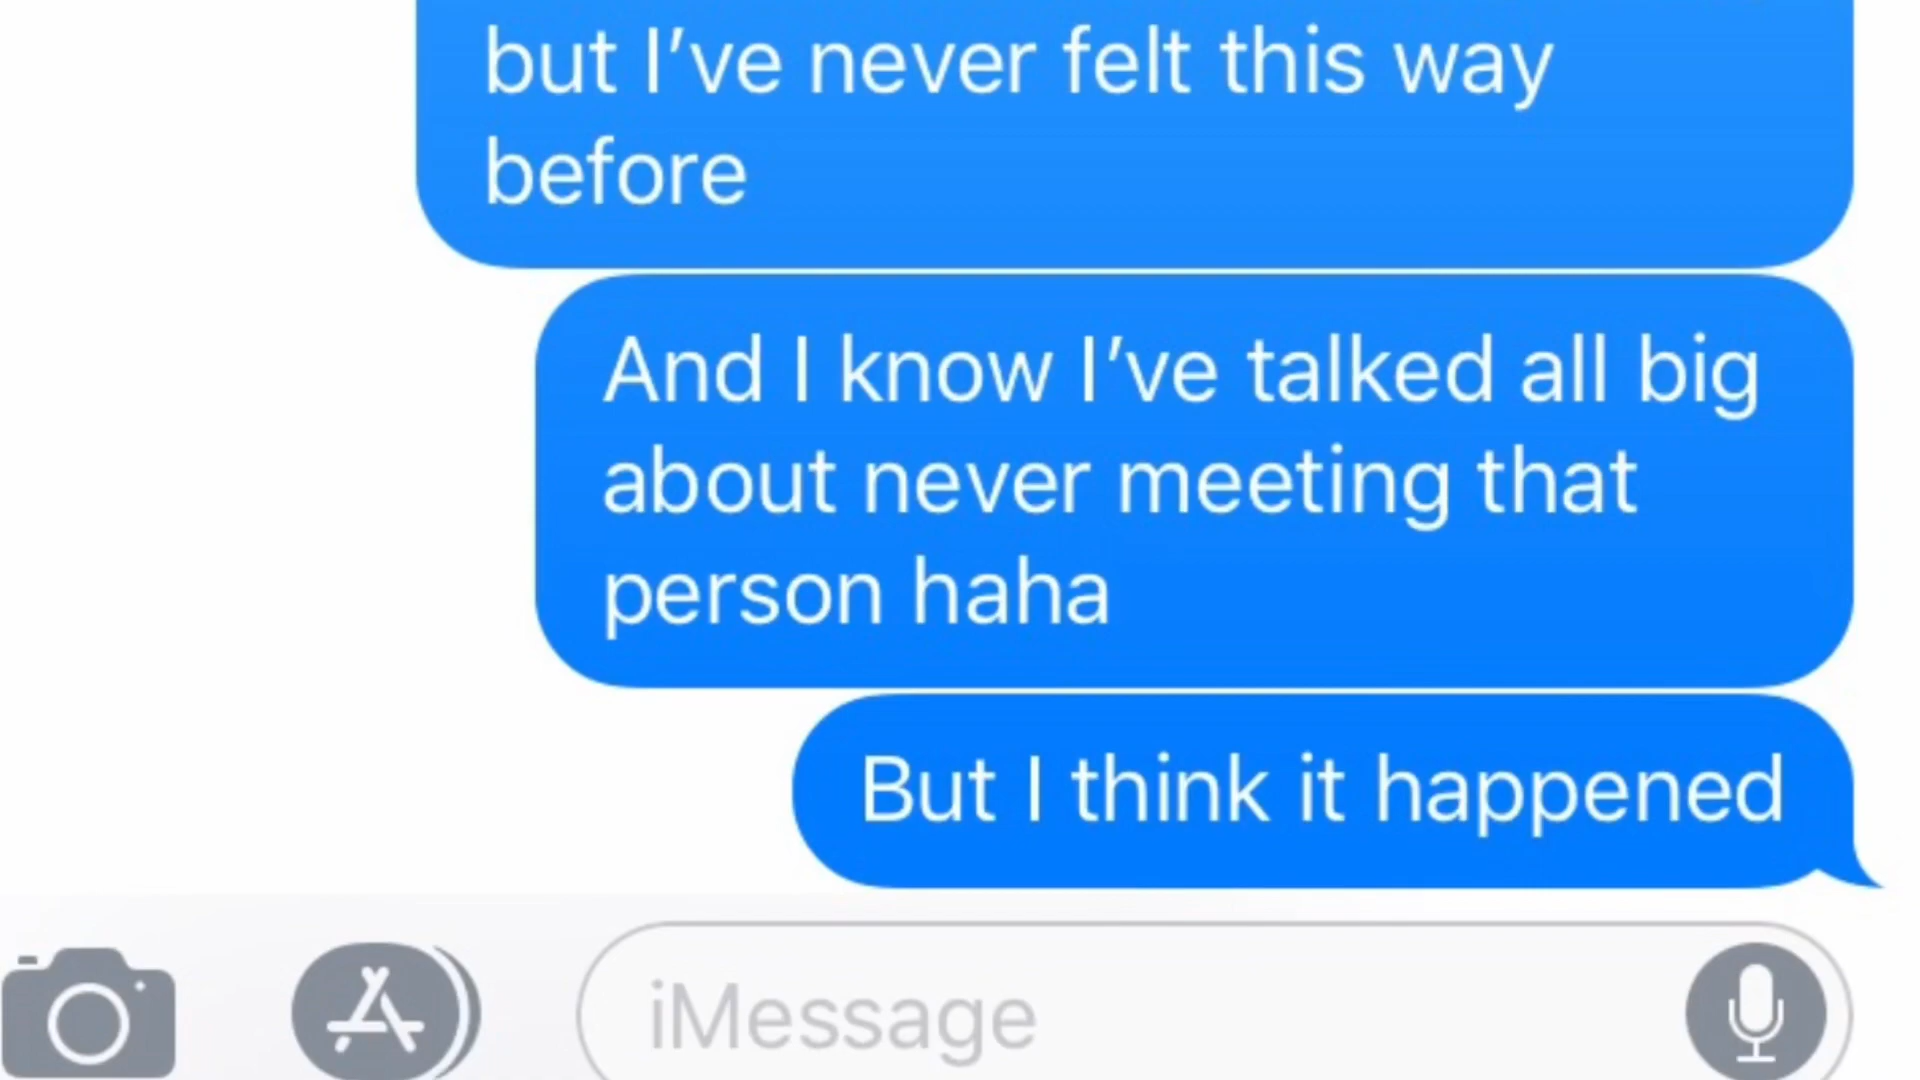 but I’ve never felt this way
before
And I know I’ve talked all big
about never meeting that
person haha
But I think it happened
iMessage